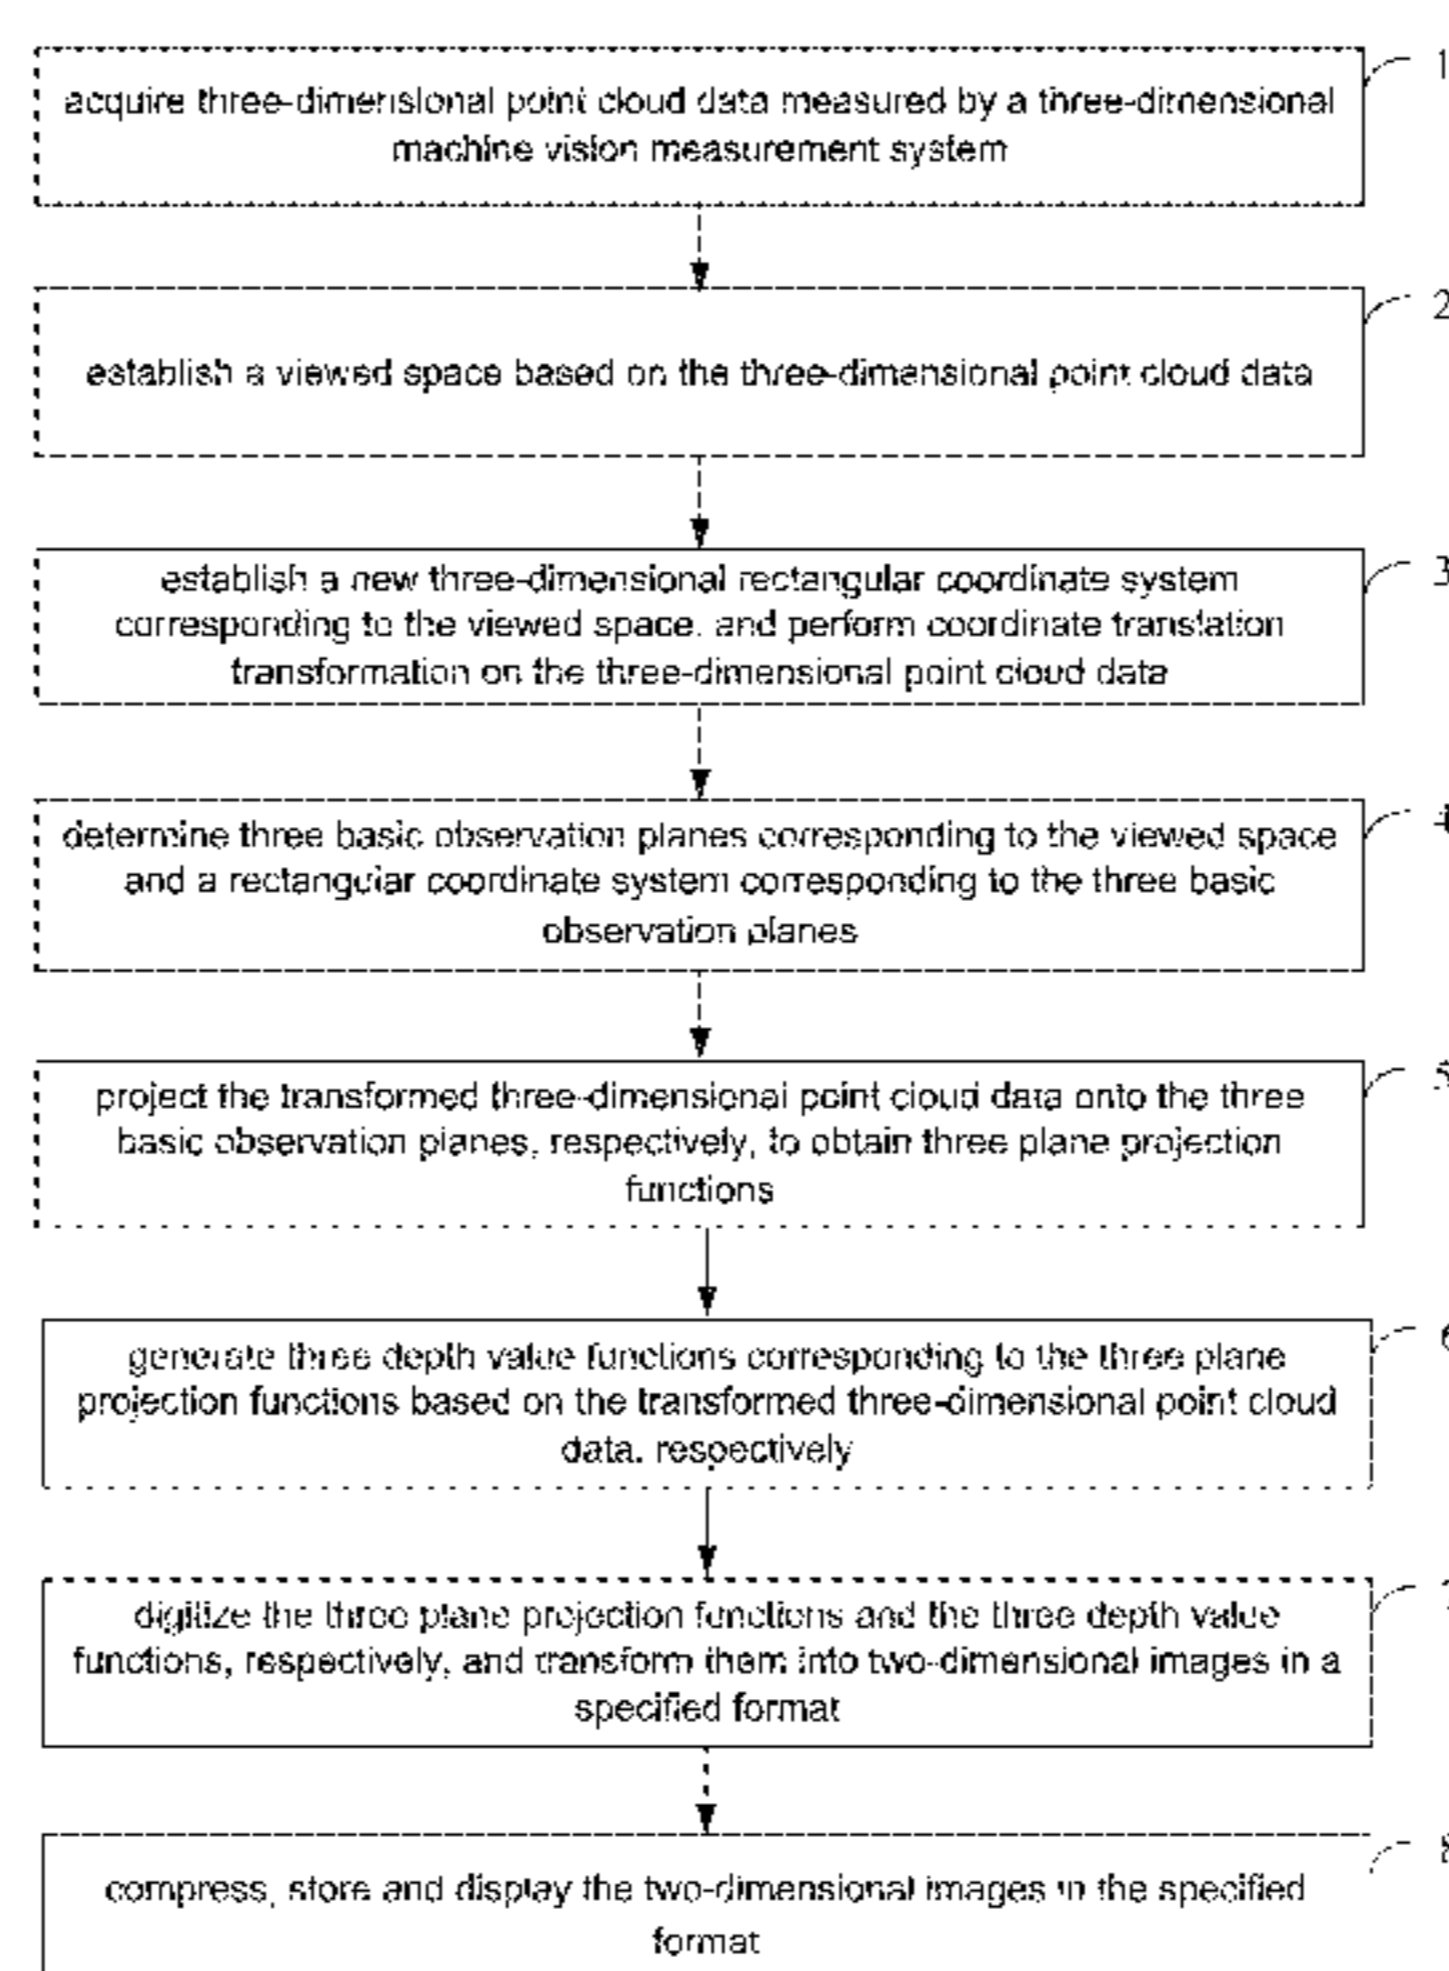 acquire three-dimensional point cloud data measured by a three-dimensional
machine vision measurement system
1
establish a viewed space based on the three-dimensional point cloud data
2
establish a new three-dimensional rectangular coordinate system
corresponding to the viewed space, and perform coordinate translation
transformation on the three-dimensional point cloud data
3
determine three basic observation planes corresponding to the viewed space
and a rectangular coordinate system corresponding to the three basic
observation planes
4
project the transformed three-dimensional point cloud data onto the three
basic observation planes, respectively, to obtain three plane projection
functions
5
generate three depth value functions corresponding to the three plane
projection functions based on the transformed three-dimensional point cloud
data, respectively
6
digitize the three plane projection functions and the three depth value
functions, respectively, and transform them into two-dimensional images in a
specified format
compress, store and display the two-dimensional images in the specified
format
8